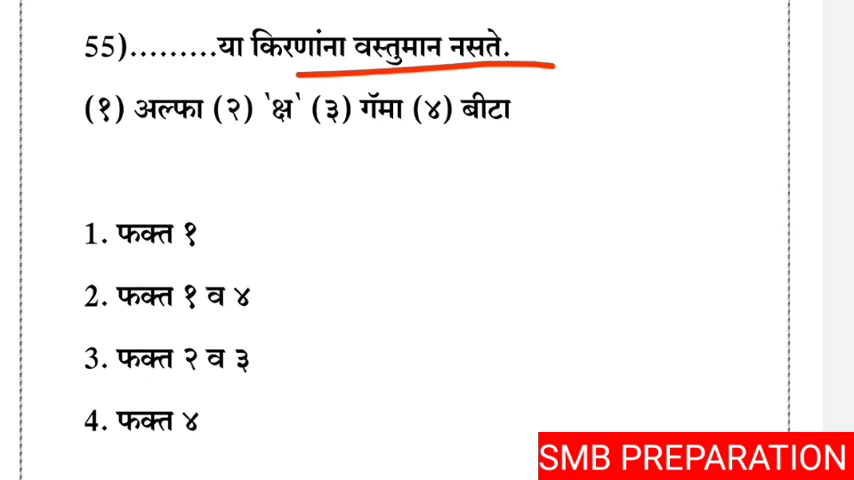 55).........या किरणांना वस्तुमान नसते.
(१) अल्फा (२) 'क्ष' (३) गॅमा (४) बीटा
1. फक्त १
2. फक्त १ व ४
3. फक्त २ व ३
4. फक्त ४
SMB PREPARATION